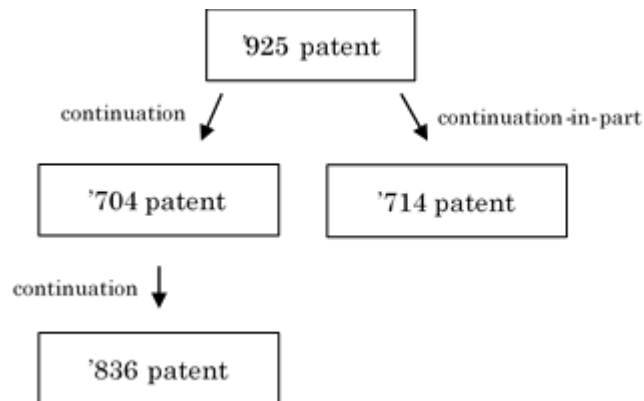 '925 patent
continuation
continuation-in-part
'704 patent
'714 patent
continuation
'836 patent